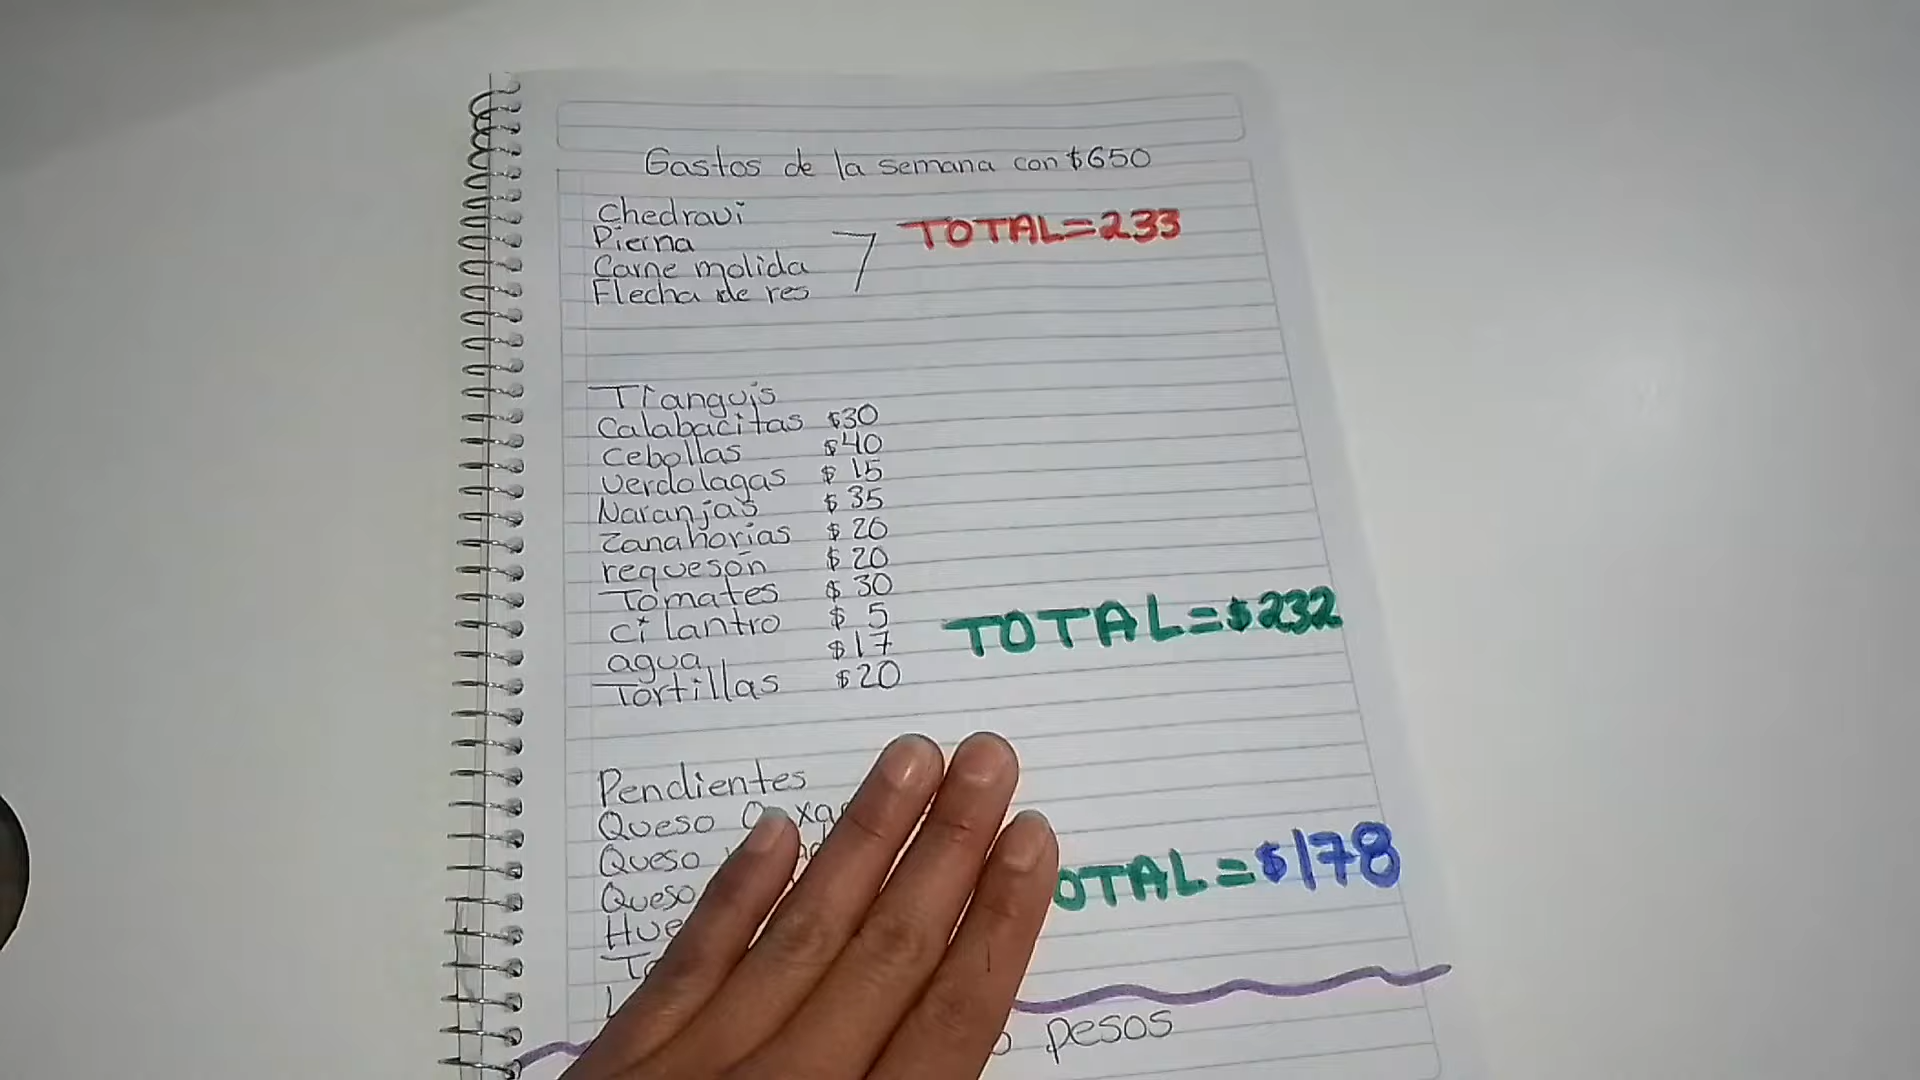 Gastos de la semana con $650
Chedraui
Pierna
Carne molida
Flecha de res
TOTAL=233
Tianguis
Calabacitas $30
Cebollas $40
verdolagas $15
Naranjas $35
Zanahorias $20
requesón $20
Tomates $30
cilantro $5
agua $17
Tortillas $20
TOTAL=$232
Pendientes
Queso
Queso
Queso
OTAL=$178
pesos